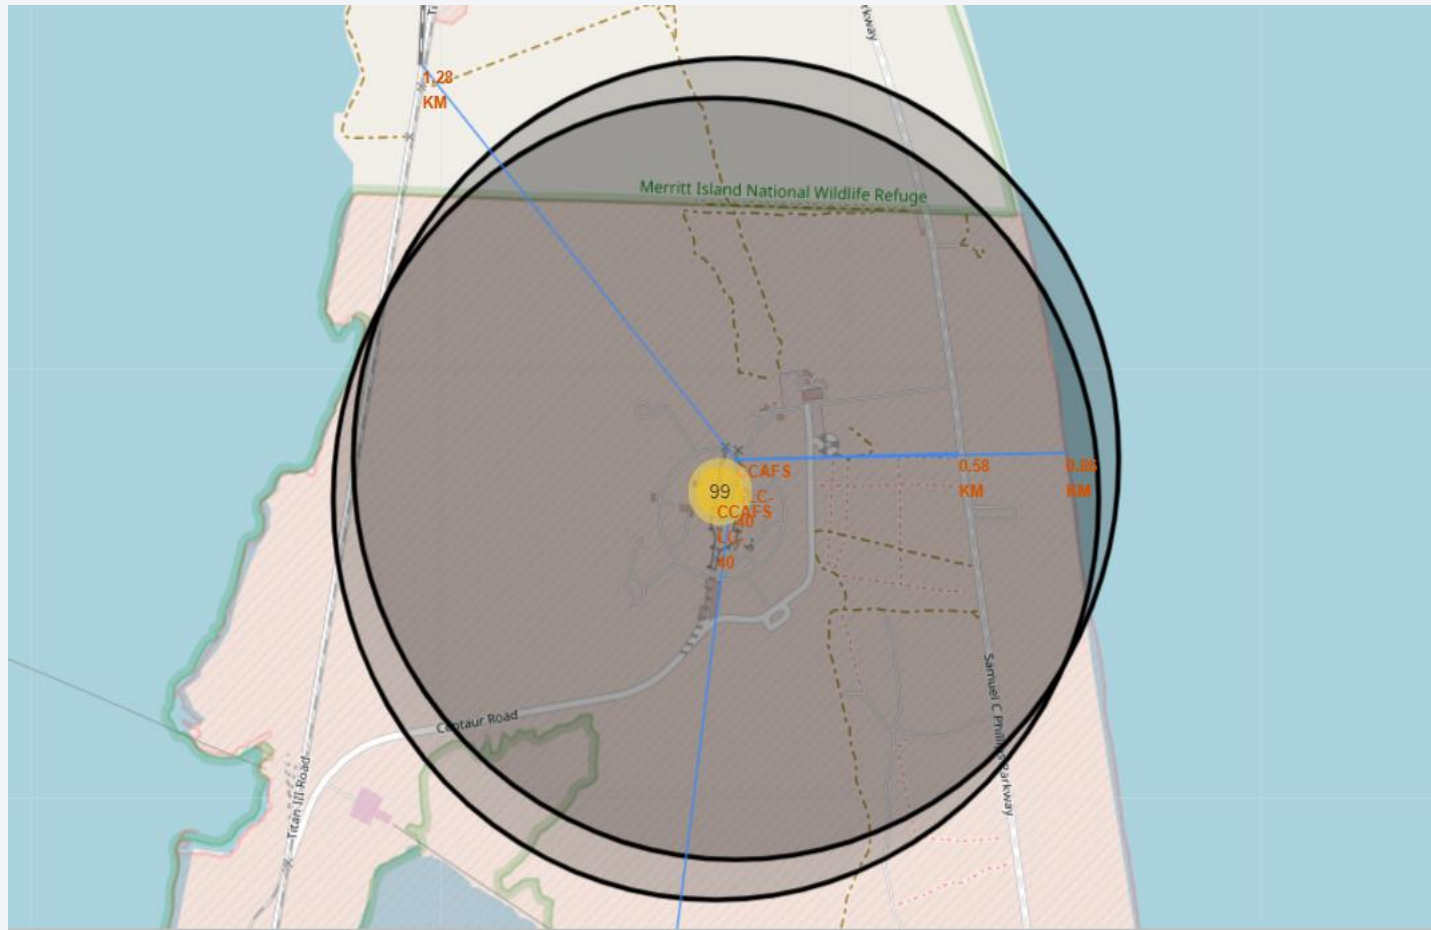 1.28
KM
Merritt Island National Wildlife Refuge
rkway
CCAFS
0.58
KM
0.86
KM
99
CCAFS
40
40
Centaur Road
Titan III Road
Samuel C Phillips Parkway